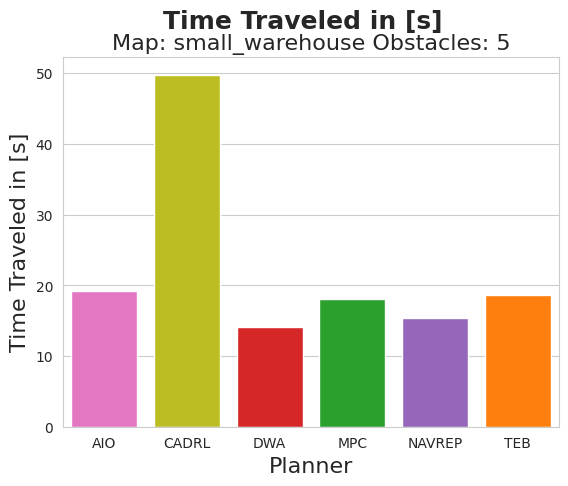 Time Traveled in [s]
Map: small_warehouse Obstacles: 5
Time Traveled in [s]
50
40
30
20
10
0
AIO CADRL DWA MPC NAVREP TEB
Planner